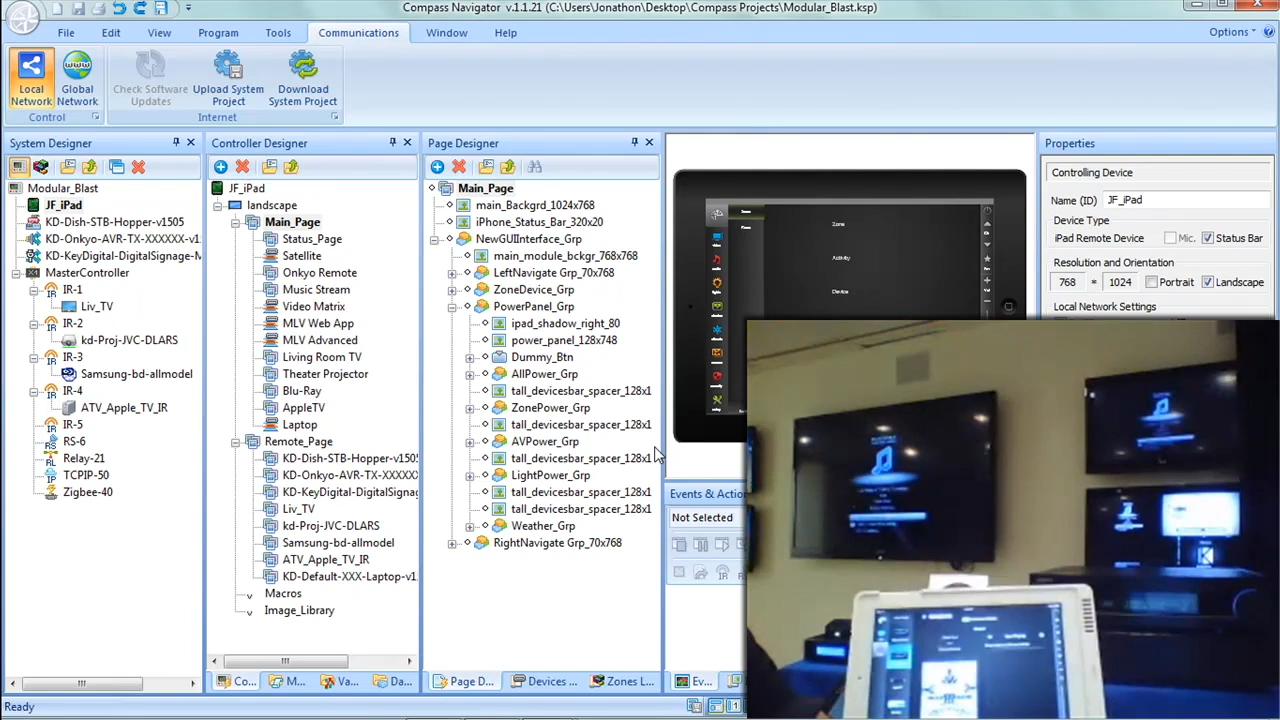 Compass Navigator v.1.1.21 (C:\Users\Jonathon\Desktop\Compass Projects\Modular_Blast.ksp)
File Edit View Program Tools Communications Window Help Options
Local Network
Global Network
Check Software Updates
Upload System Project
Download System Project
Control Internet
System Designer
Modular_Blast
JF_iPad
KD-Dish-STB-Hopper-v1505
KD-Onkyo-AVR-TX-XXXXXX-v1
KD-KeyDigital-DigitalSignage-M
MasterController
IR-1
Liv_TV
IR-2
kd-Proj-JVC-DLARS
IR-3
Samsung-bd-allmodel
IR-4
ATV_Apple_TV_IR
IR-5
RS-6
Relay-21
TCPIP-50
Zigbee-40
Controller Designer
JF_iPad
landscape
Main_Page
Status_Page
Satellite
Onkyo Remote
Music Stream
Video Matrix
MLV Web App
MLV Advanced
Living Room TV
Theater Projector
Blu-Ray
AppleTV
Laptop
Remote_Page
KD-Dish-STB-Hopper-v1505
KD-Onkyo-AVR-TX-XXXXX
KD-KeyDigital-DigitalSignag
Liv_TV
kd-Proj-JVC-DLARS
Samsung-bd-allmodel
ATV_Apple_TV_IR
KD-Default-XXX-Laptop-v1
Macros
Image_Library
Co... M... Va... Da...
Page Designer
Main_Page
main_Backgrd_1024x768
iPhone_Status_Bar_320x20
NewGUIInterface_Grp
main_module_bckgr_768x768
LeftNavigate Grp_70x768
ZoneDevice_Grp
PowerPanel_Grp
ipad_shadow_right_80
power_panel_128x748
Dummy_Btn
AllPower_Grp
tall_devicesbar_spacer_128x1
ZonePower_Grp
tall_devicesbar_spacer_128x1
AVPower_Grp
tall_devicesbar_spacer_128x1
LightPower_Grp
tall_devicesbar_spacer_128x1
tall_devicesbar_spacer_128x1
Weather_Grp
RightNavigate Grp_70x768
Page D... Devices ... Zones L...
Zone
Activity
Device
Events & Action
Not Selected
Ev...
Properties
Controlling Device
Name (ID) JF_iPad
Device Type
iPad Remote Device Mic. Status Bar
Resolution and Orientation
768 * 1024 Portrait Landscape
Local Network Settings
Ready